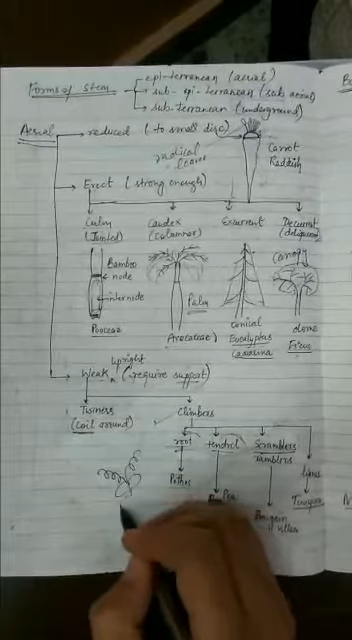 Forms of stem
epi-terranean (aerial)
sub-epi-terranean (sub aerial)
sub-terranean (underground)
Aerial
reduced (to small disc)
radical
leaves
Carrot
Raddish
Erect (strong enough)
Culm
(Jointed)
Caudex
(Columnar)
Excurrent
Decurrent
(deliquescent)
Bamboo
node
internode
Poaceae
Palm
Arecaceae
Conical
Eucalyptus
Casuarina
Canopy
dome
Ficus
Upright
Weak (require support)
Twiners
(Coil around)
Climbers
root
tendril
Scramblers
ramblers
lianas
Pothos
Pea
villea